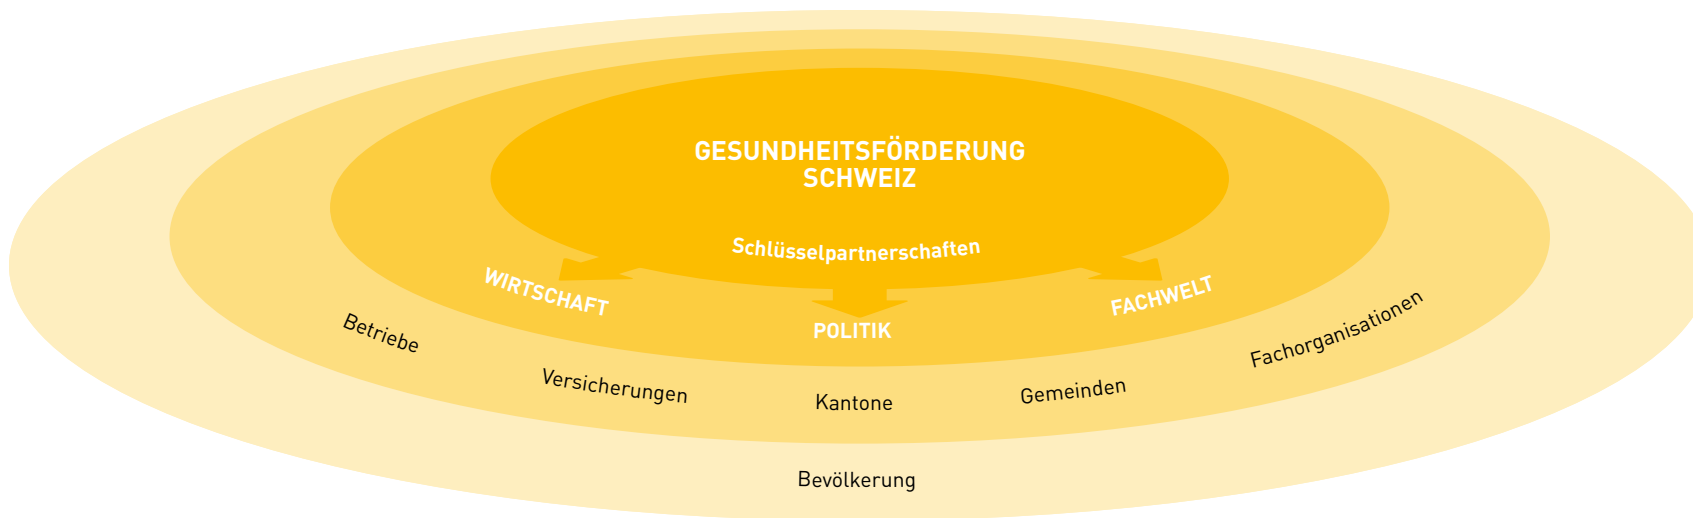 GESUNDHEITSFÖRDERUNG
SCHWEIZ
Schlüsselpartnerschaften
WIRTSCHAFT
POLITIK
FACHWELT
Betriebe
Versicherungen
Kantone
Gemeinden
Fachorganisationen
Bevölkerung